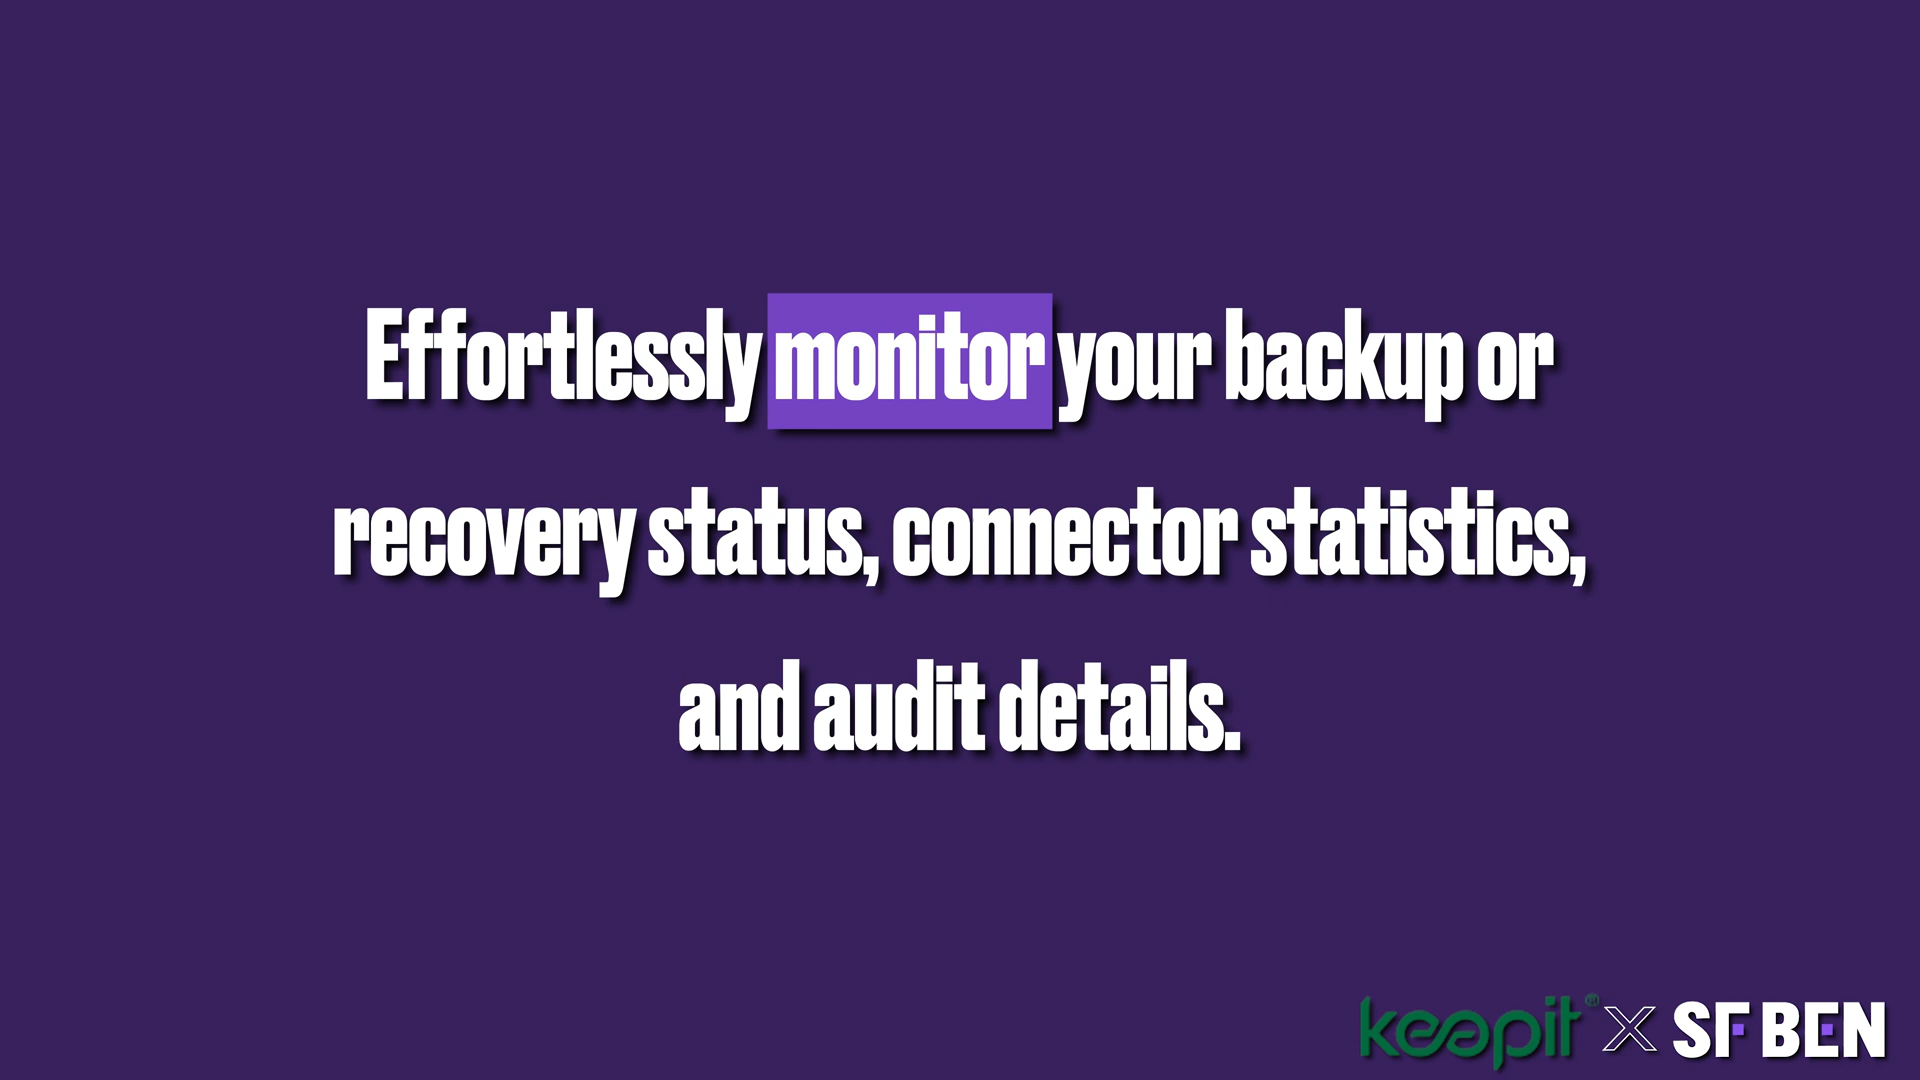 Effortlessly monitor your backup or
recovery status, connector statistics,
and audit details.
keepit® X SF BEN